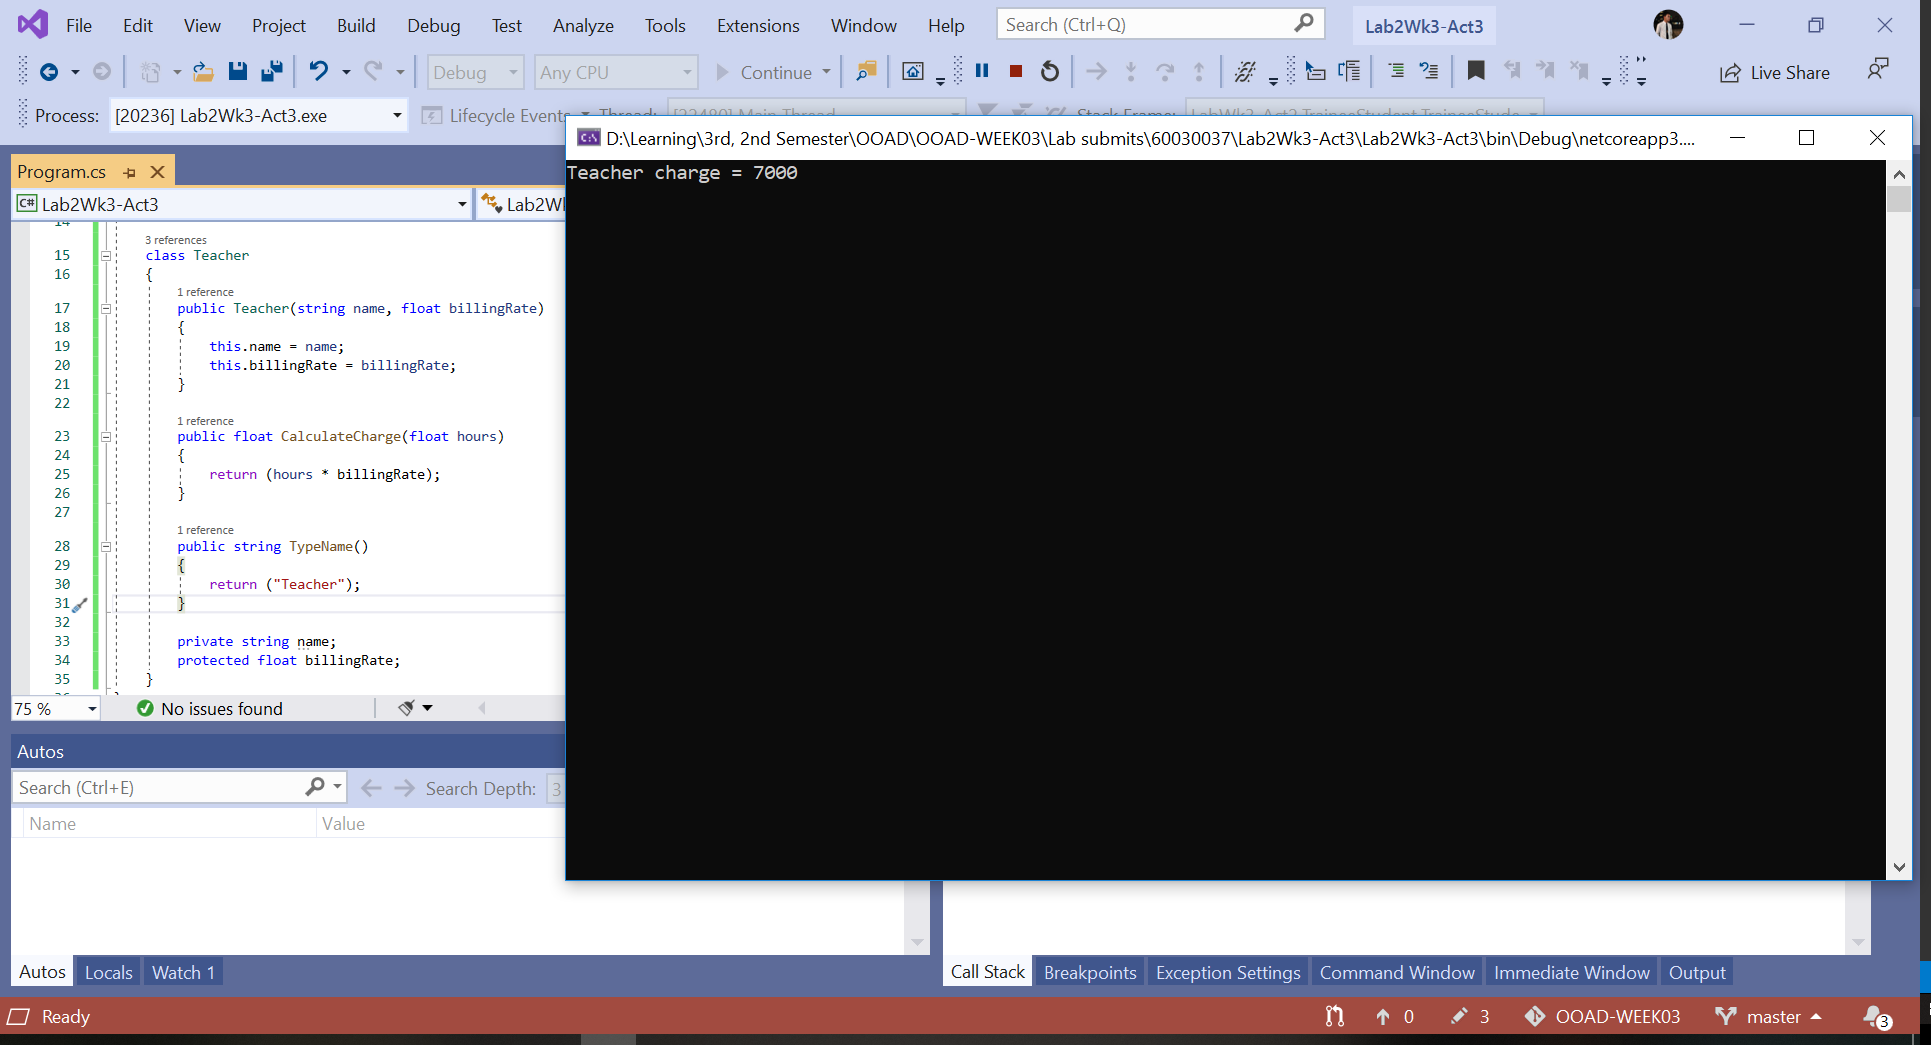 File Edit View Project Build Debug Test Analyze Tools Extensions Window Help Search (Ctrl+Q) Lab2Wk3-Act3
Debug Any CPU Continue Live Share
Process: [20236] Lab2Wk3-Act3.exe Lifecycle Events Thread: [22480] Main Thread Stack Frame:
D:\Learning\3rd, 2nd Semester\OOAD\OOAD-WEEK03\Lab submits\60030037\Lab2Wk3-Act3\Lab2Wk3-Act3\bin\Debug\netcoreapp3....
Teacher charge = 7000
Program.cs
C# Lab2Wk3-Act3 Lab2Wl
14
3 references
15 class Teacher
16 {
1 reference
17 public Teacher(string name, float billingRate)
18 {
19 this.name = name;
20 this.billingRate = billingRate;
21 }
22
1 reference
23 public float CalculateCharge(float hours)
24 {
25 return (hours * billingRate);
26 }
27
1 reference
28 public string TypeName()
29 {
30 return ("Teacher");
31 }
32
33 private string name;
34 protected float billingRate;
35 }
75 % No issues found
Autos
Search (Ctrl+E) Search Depth: 3
Name Value
Autos Locals Watch 1 Call Stack Breakpoints Exception Settings Command Window Immediate Window Output
Ready 0 3 OOAD-WEEK03 master 3